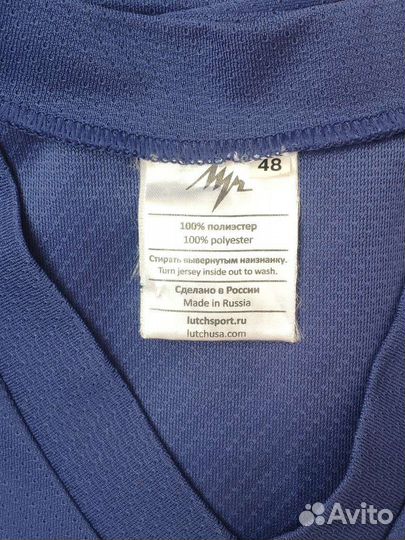 Луч
48
100% полиэстер
100% polyester
Стирать вывернутым наизнанку.
Turn jersey inside out to wash.
Сделано в России
Made in Russia
lutchsport.ru
lutchusa.com
Avito